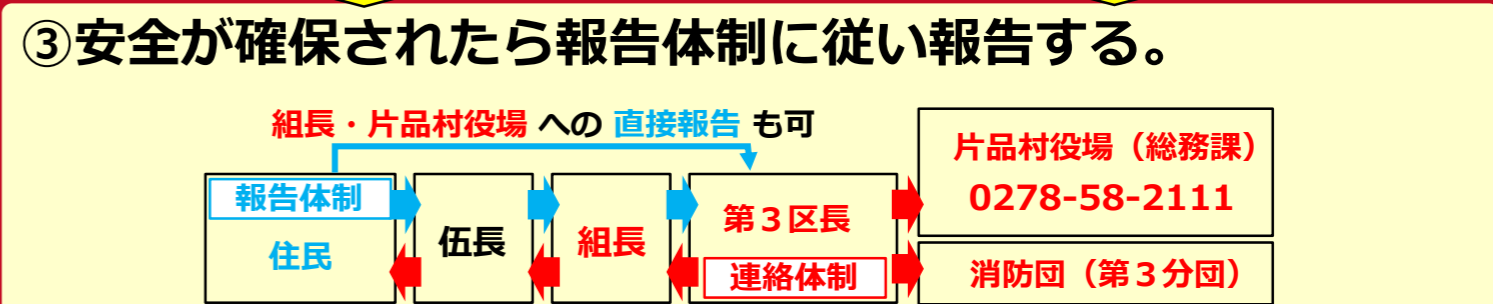 ③安全が確保されたら報告体制に従い報告する。
組長・片品村役場 への 直接報告 も可
報告体制
住民
伍長
組長
第3区長
連絡体制
片品村役場（総務課）
0278-58-2111
消防団（第3分団）